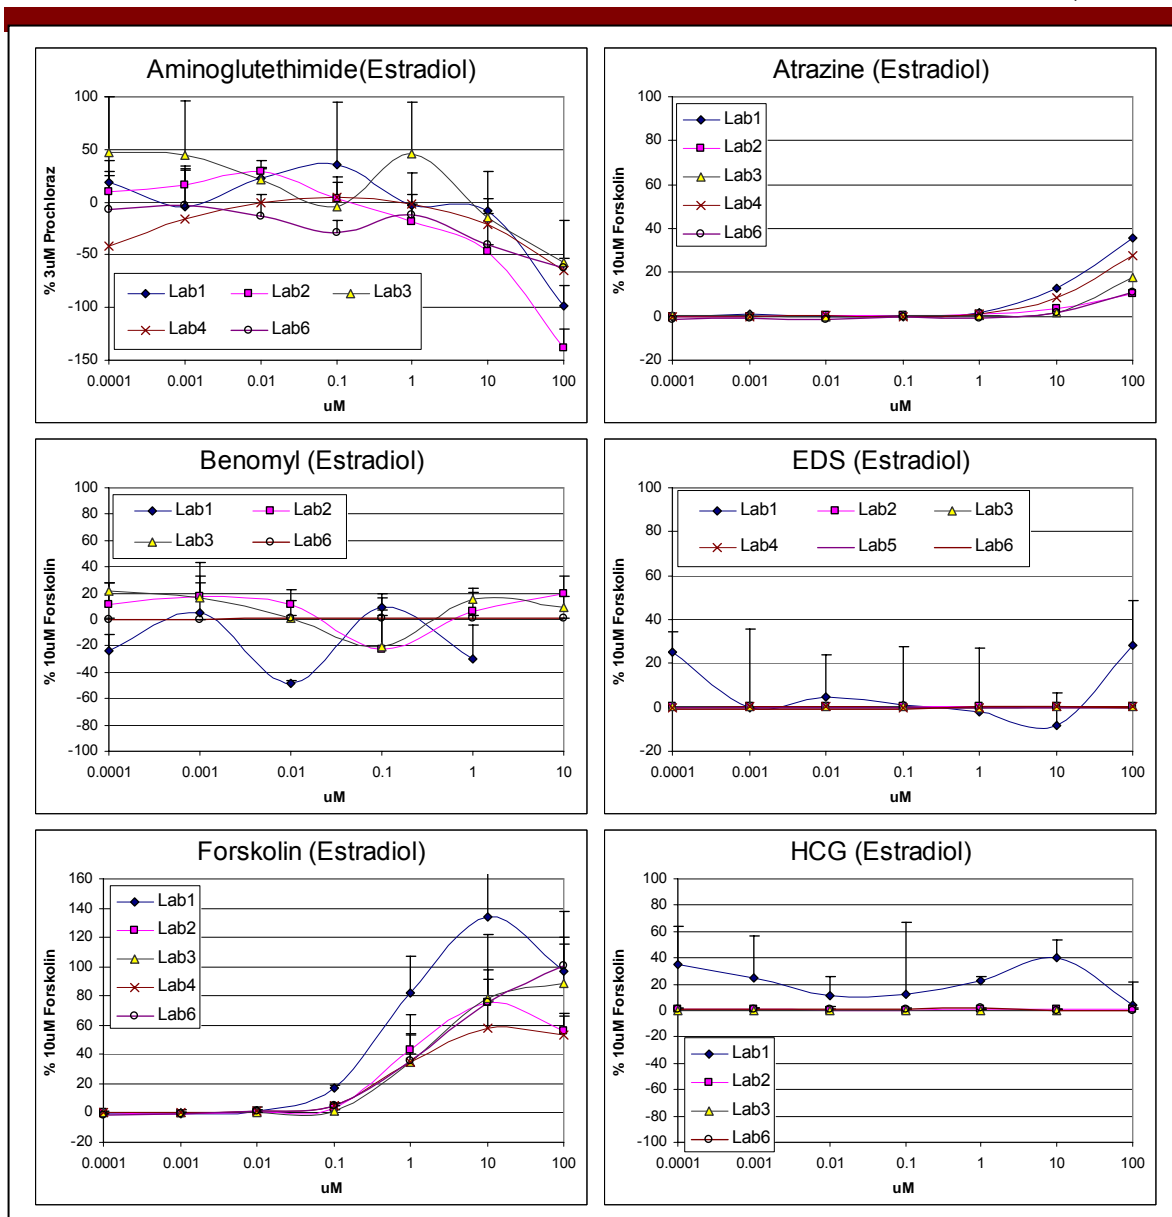 Aminoglutethimide(Estradiol)
% 3uM Prochloraz
100
50
0
-50
-100
-150
Lab1 Lab2 Lab3
Lab4 Lab6
0.0001 0.001 0.01 0.1 1 10 100
uM
Atrazine (Estradiol)
% 10uM Forskolin
100
80
60
40
20
0
-20
Lab1
Lab2
Lab3
Lab4
Lab6
0.0001 0.001 0.01 0.1 1 10 100
uM
Benomyl (Estradiol)
% 10uM Forskolin
100
80
60
40
20
0
-20
-40
-60
-80
-100
Lab1 Lab2
Lab3 Lab6
0.0001 0.001 0.01 0.1 1 10
uM
EDS (Estradiol)
% 10uM Forskolin
100
80
60
40
20
0
-20
Lab1 Lab2 Lab3
Lab4 Lab5 Lab6
0.0001 0.001 0.01 0.1 1 10 100
uM
Forskolin (Estradiol)
% 10uM Forskolin
160
140
120
100
80
60
40
20
0
-20
Lab1
Lab2
Lab3
Lab4
Lab6
0.0001 0.001 0.01 0.1 1 10 100
uM
HCG (Estradiol)
% 10uM Forskolin
100
80
60
40
20
0
-20
-40
-60
-80
-100
Lab1
Lab2
Lab3
Lab6
0.0001 0.001 0.01 0.1 1 10 100
uM